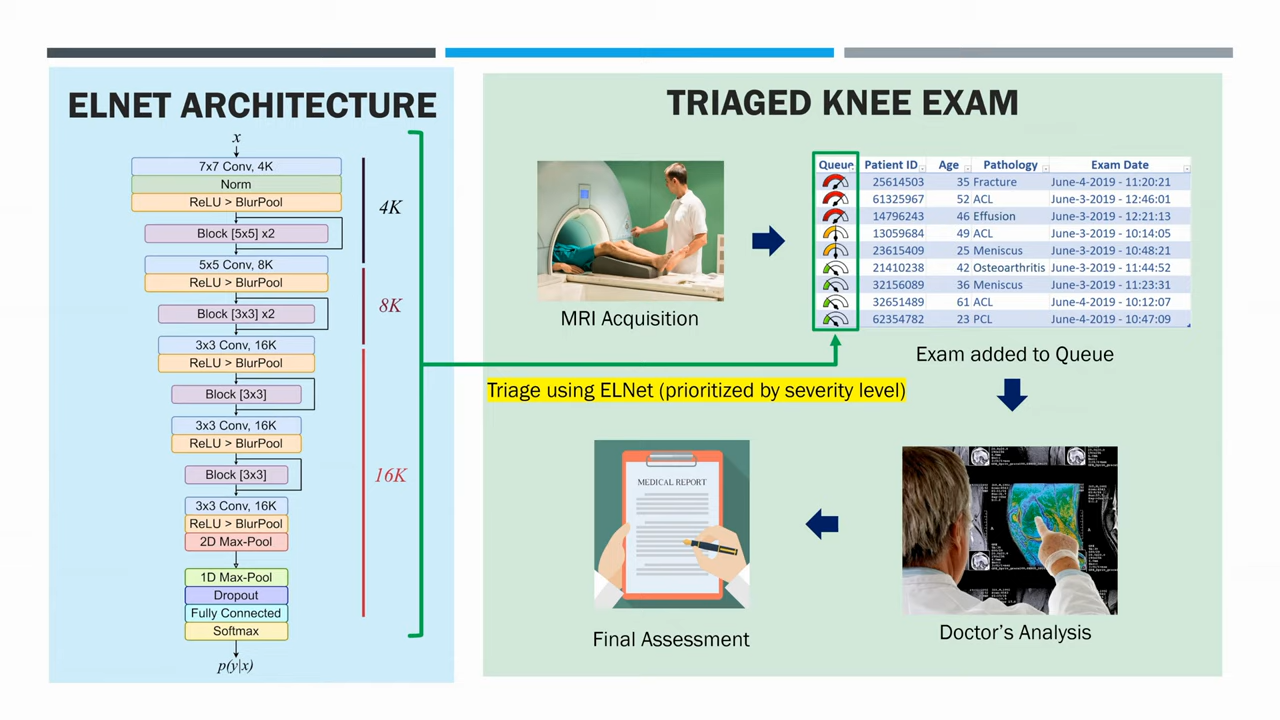 ELNET ARCHITECTURE
x
7x7 Conv, 4K
Norm
ReLU > BlurPool
Block [5x5] x2
4K
5x5 Conv, 8K
ReLU > BlurPool
Block [3x3] x2
8K
3x3 Conv, 16K
ReLU > BlurPool
Block [3x3]
3x3 Conv, 16K
ReLU > BlurPool
Block [3x3]
16K
3x3 Conv, 16K
ReLU > BlurPool
2D Max-Pool
1D Max-Pool
Dropout
Fully Connected
Softmax
p(y|x)
TRIAGED KNEE EXAM
MRI Acquisition
Queue Patient ID Age Pathology Exam Date
25614503 35 Fracture June-4-2019 - 11:20:21
61325967 52 ACL June-3-2019 - 12:46:01
14796243 46 Effusion June-3-2019 - 12:21:13
13059684 49 ACL June-3-2019 - 10:14:05
23615409 25 Meniscus June-3-2019 - 10:48:21
21410238 42 Osteoarthritis June-3-2019 - 11:44:52
32156089 36 Meniscus June-3-2019 - 11:23:31
32651489 61 ACL June-4-2019 - 10:12:07
62354782 23 PCL June-4-2019 - 10:47:09
Exam added to Queue
Triage using ELNet (prioritized by severity level)
MEDICAL REPORT
Final Assessment
Doctor's Analysis